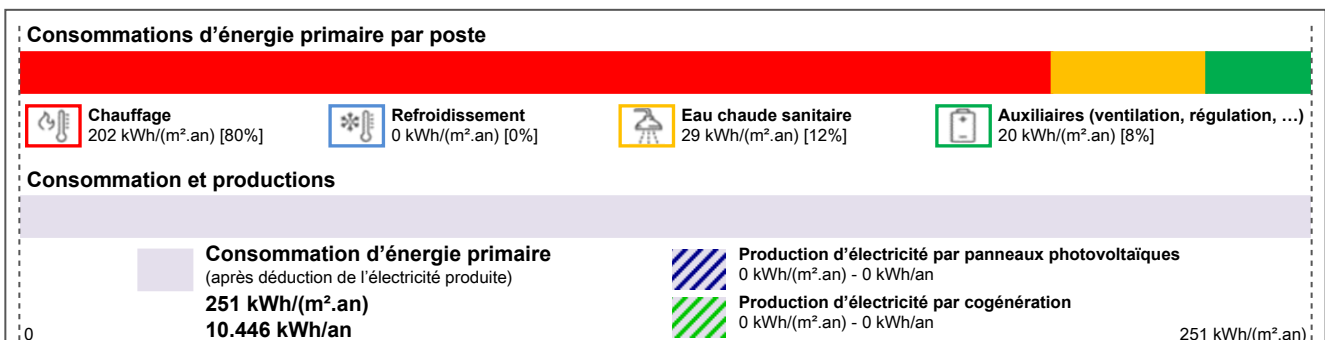 Consommations d'énergie primaire par poste
Chauffage
202 kWh/(m².an) [80%]
Refroidissement
0 kWh/(m².an) [0%]
Eau chaude sanitaire
29 kWh/(m².an) [12%]
Auxiliaires (ventilation, régulation, …)
20 kWh/(m².an) [8%]
Consommation et productions
Consommation d'énergie primaire
(après déduction de l'électricité produite)
251 kWh/(m².an)
10.446 kWh/an
Production d'électricité par panneaux photovoltaïques
0 kWh/(m².an) - 0 kWh/an
Production d'électricité par cogénération
0 kWh/(m².an) - 0 kWh/an
0
251 kWh/(m².an)